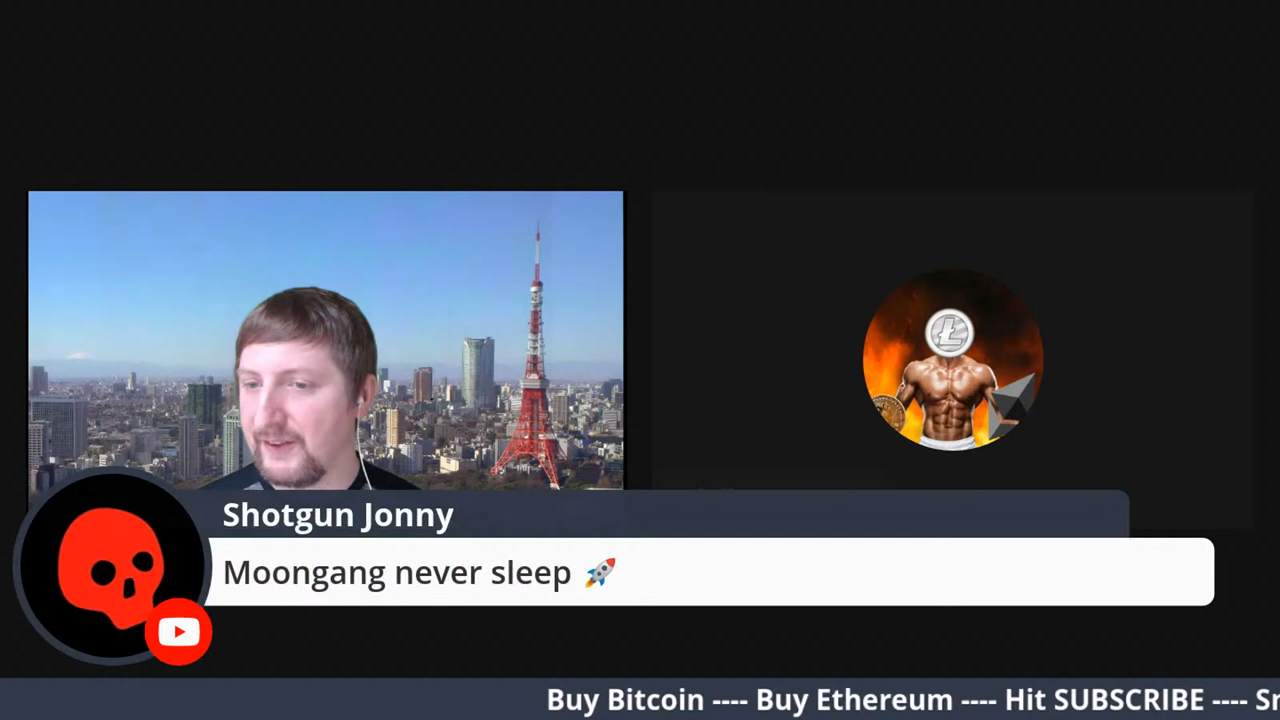 Shotgun Jonny
Moongang never sleep 🚀
Buy Bitcoin ---- Buy Ethereum ---- Hit SUBSCRIBE ----